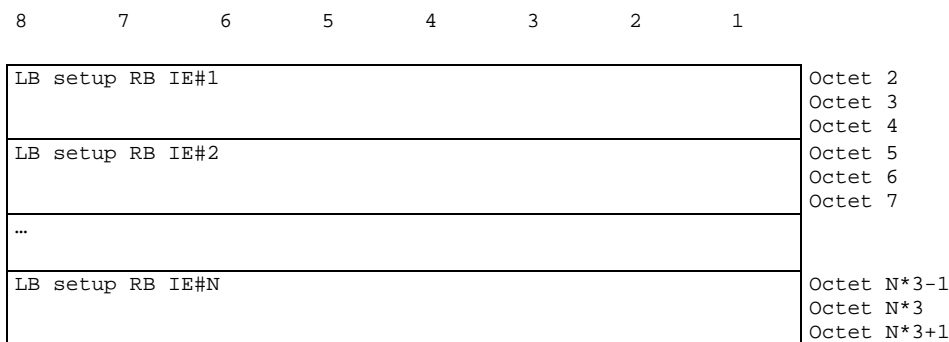 8 7 6 5 4 3 2 1
LB setup RB IE#1 Octet 2
Octet 3
Octet 4
LB setup RB IE#2 Octet 5
Octet 6
Octet 7
…
LB setup RB IE#N Octet N*3-1
Octet N*3
Octet N*3+1